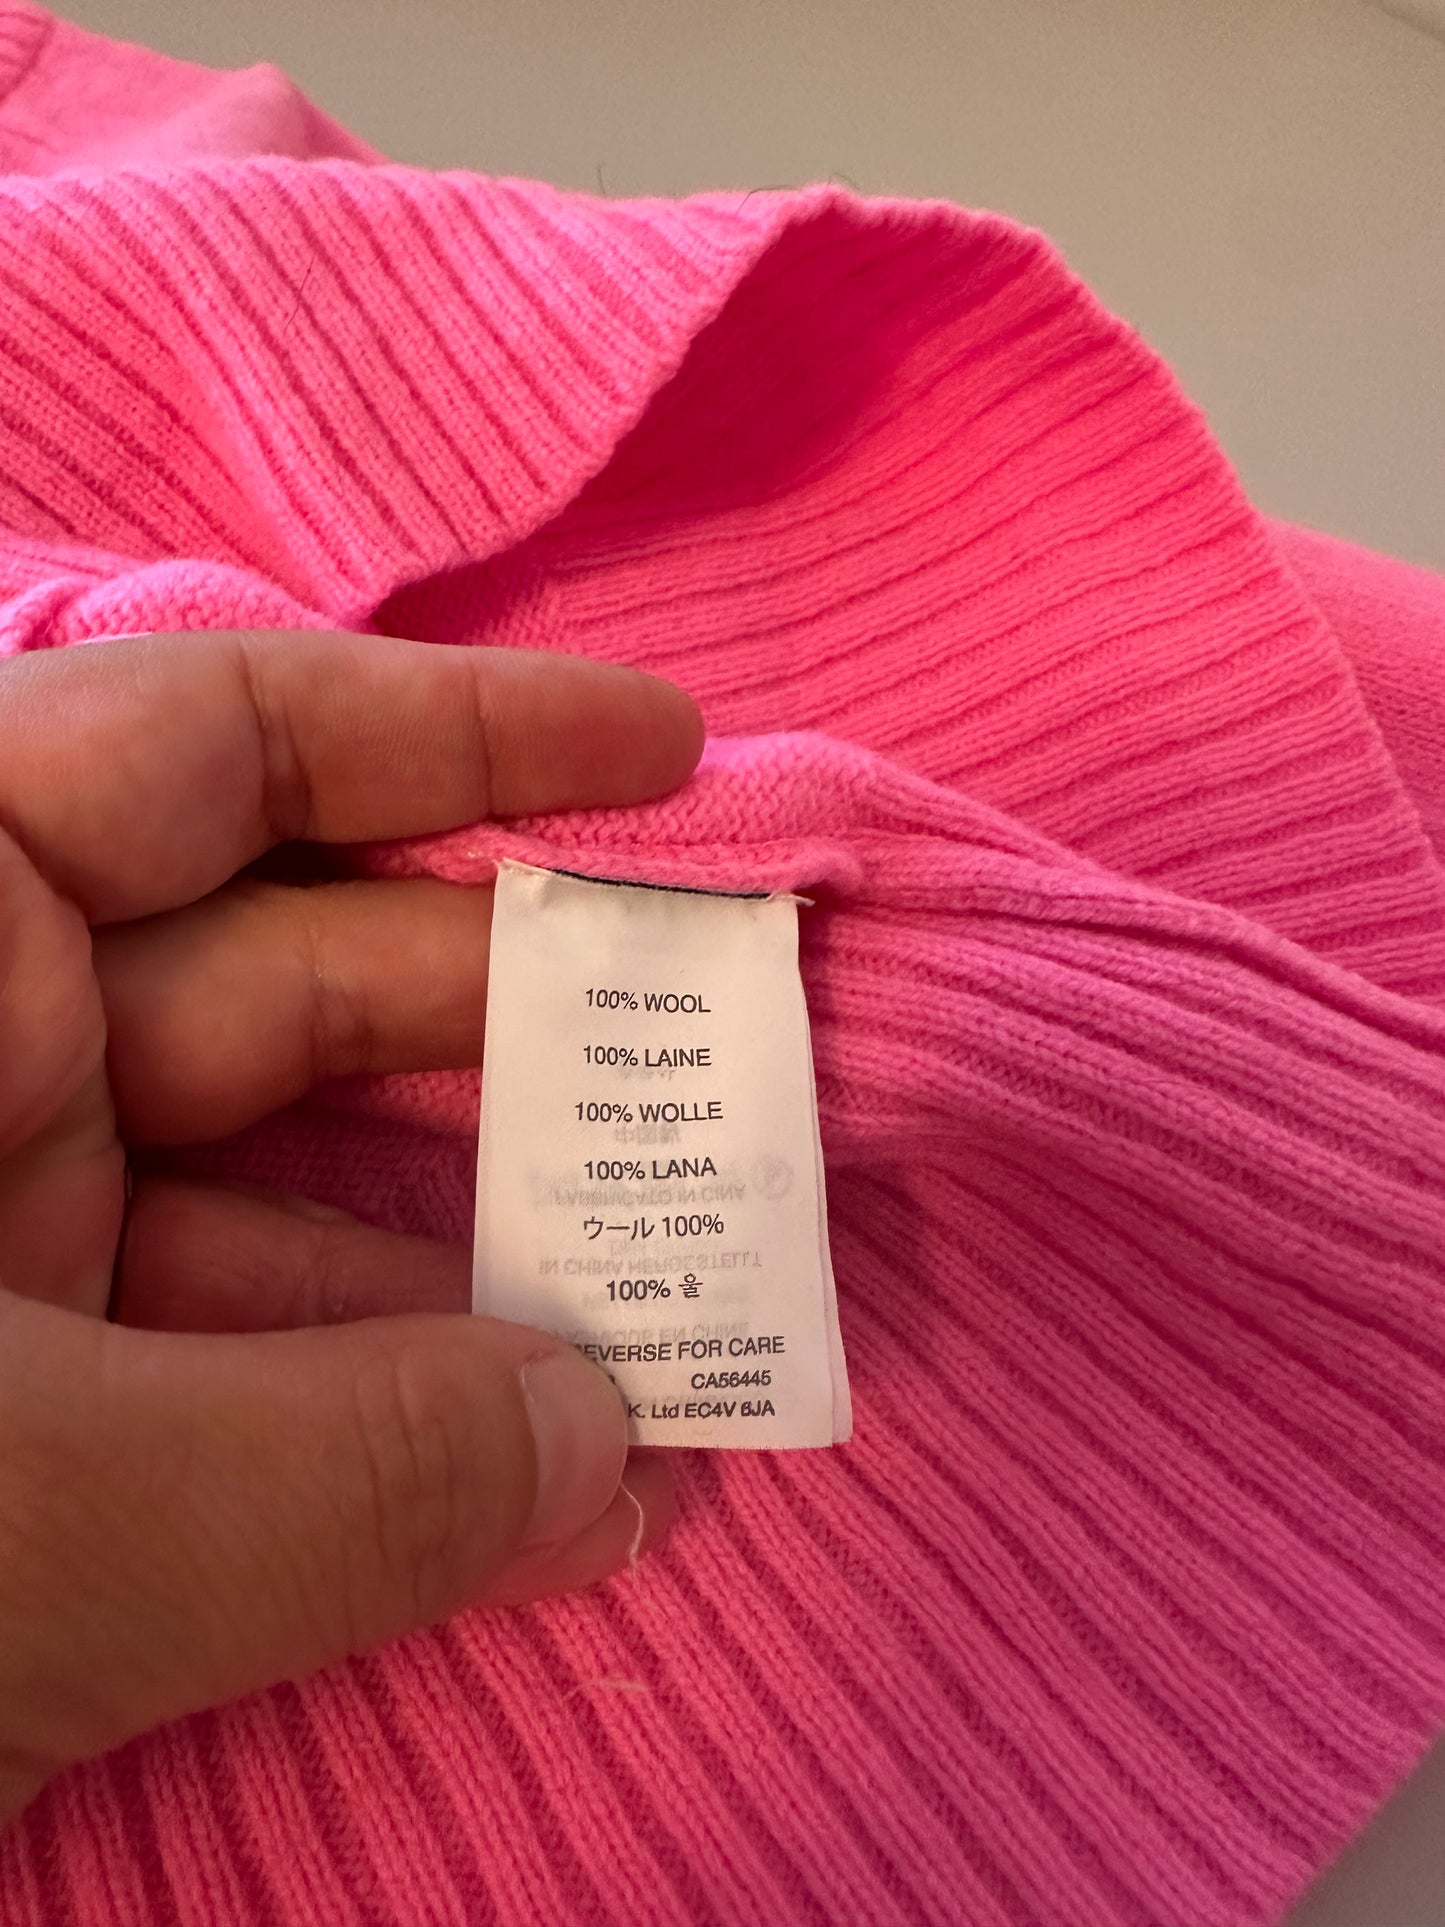 100% WOOL
100% LAINE
100% WOLLE
100% LANA
ウール 100%
100% 울
EVERSE FOR CARE
CA56445
K. Ltd EC4V 6JA